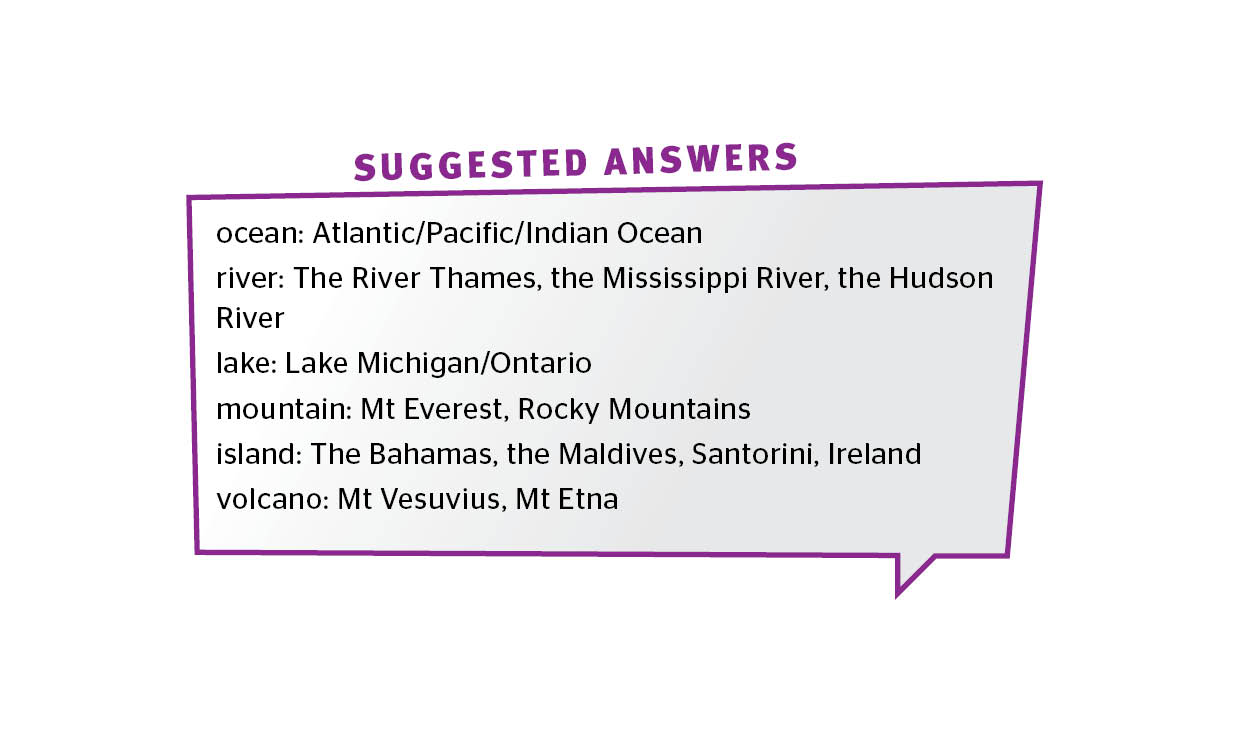 SUGGESTED ANSWERS
ocean: Atlantic/Pacific/Indian Ocean
river: The River Thames, the Mississippi River, the Hudson
River
lake: Lake Michigan/Ontario
mountain: Mt Everest, Rocky Mountains
island: The Bahamas, the Maldives, Santorini, Ireland
volcano: Mt Vesuvius, Mt Etna